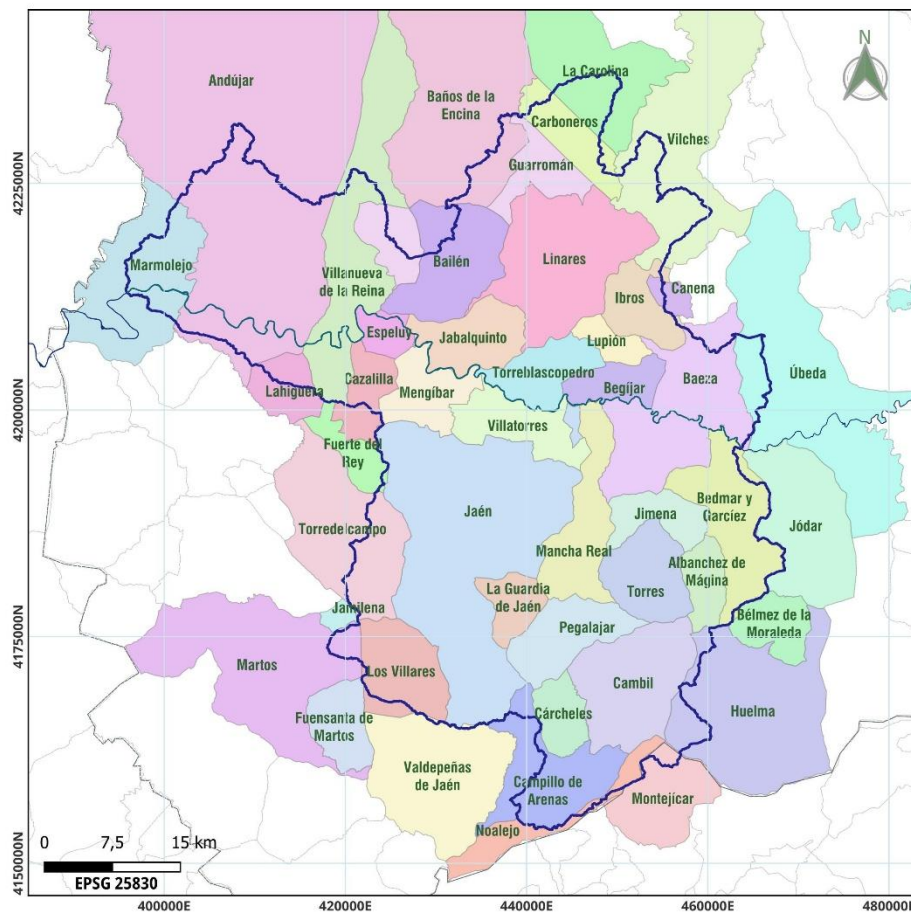 N
La Carolina
Andújar
Baños de la
Encina
Carboneros
Vilches
Guarromán
4225000N
Marmolejo
Villanueva
de la Reina
Bailén
Linares
Canena
Ibros
Espeluy
Jabalquinto
Lupión
Lahiguera
Cazalilla
Mengíbar
Torreblascopedro
Begíjar
Baeza
Úbeda
4200000N
Villatorres
Fuerte del
Rey
Torredelcampo
Jaén
Mancha Real
Jimena
Bedmar y
Garcíez
Jódar
Albanchez de
Mágina
La Guardia
de Jaén
Torres
Jamilena
Pegalajar
Bélmez de la
Moraleda
4175000N
Martos
Los Villares
Cambil
Huelma
Fuensanta de
Martos
Cárcheles
Valdepeñas
de Jaén
Campillo de
Arenas
Montejícar
Noalejo
0 7,5 15 km
EPSG 25830
4150000N
400000E 420000E 440000E 460000E 480000E